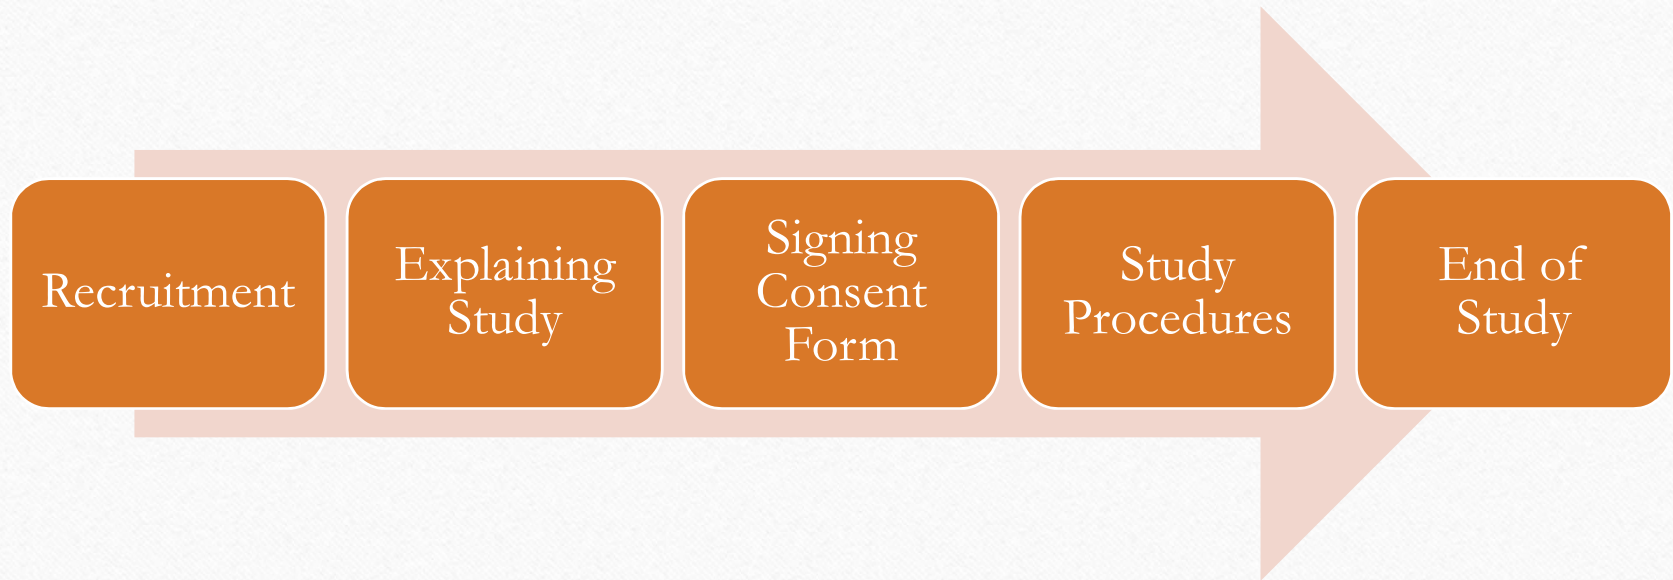 Recruitment
Explaining
Study
Signing
Consent
Form
Study
Procedures
End of
Study